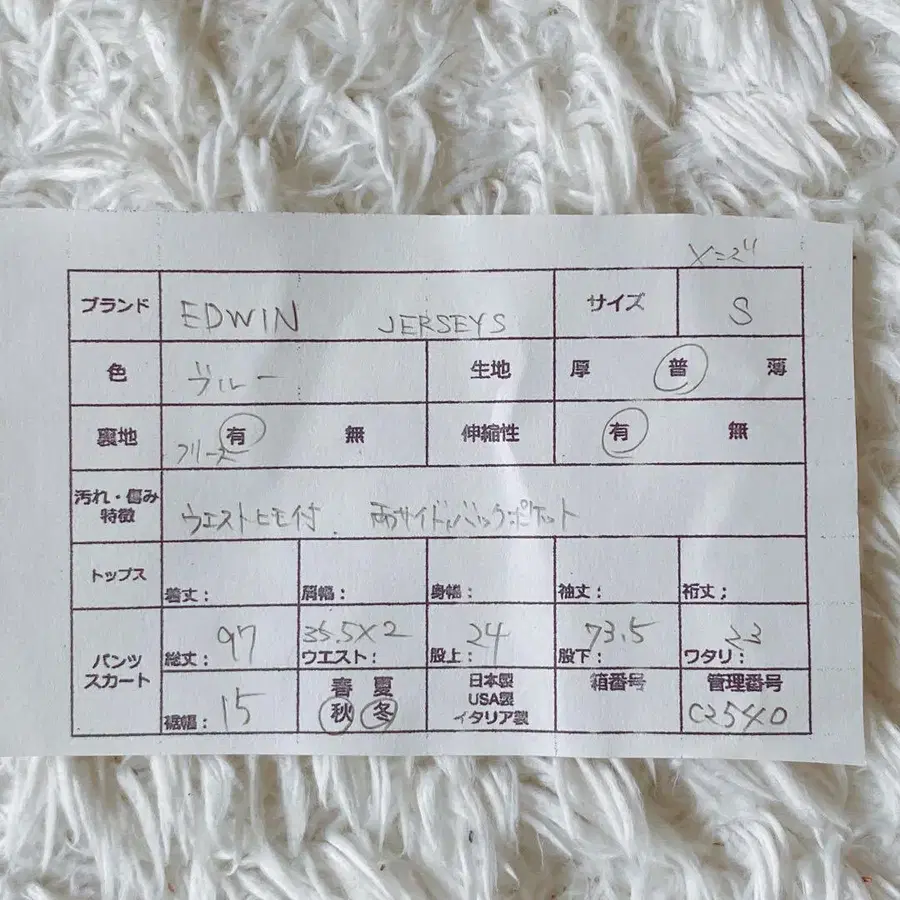 メーﾝズ
ブランド EDWIN JERSEYS サイズ S
色 ブルー 生地 厚 普 薄
裏地 有 無 伸縮性 有 無
フリース
汚れ・傷み
特徴 ウエストヒモ付 両サイド,バックポケット
トップス 着丈： 肩幅： 身幅： 袖丈： 裄丈；
パンツ
スカート
97 35.5×2 24 73.5 23
総丈： ウエスト： 股上： 股下： ワタリ：
裾幅： 15
春 夏
秋 冬
日本製
USA製
イタリア製
箱番号
管理番号
C2540